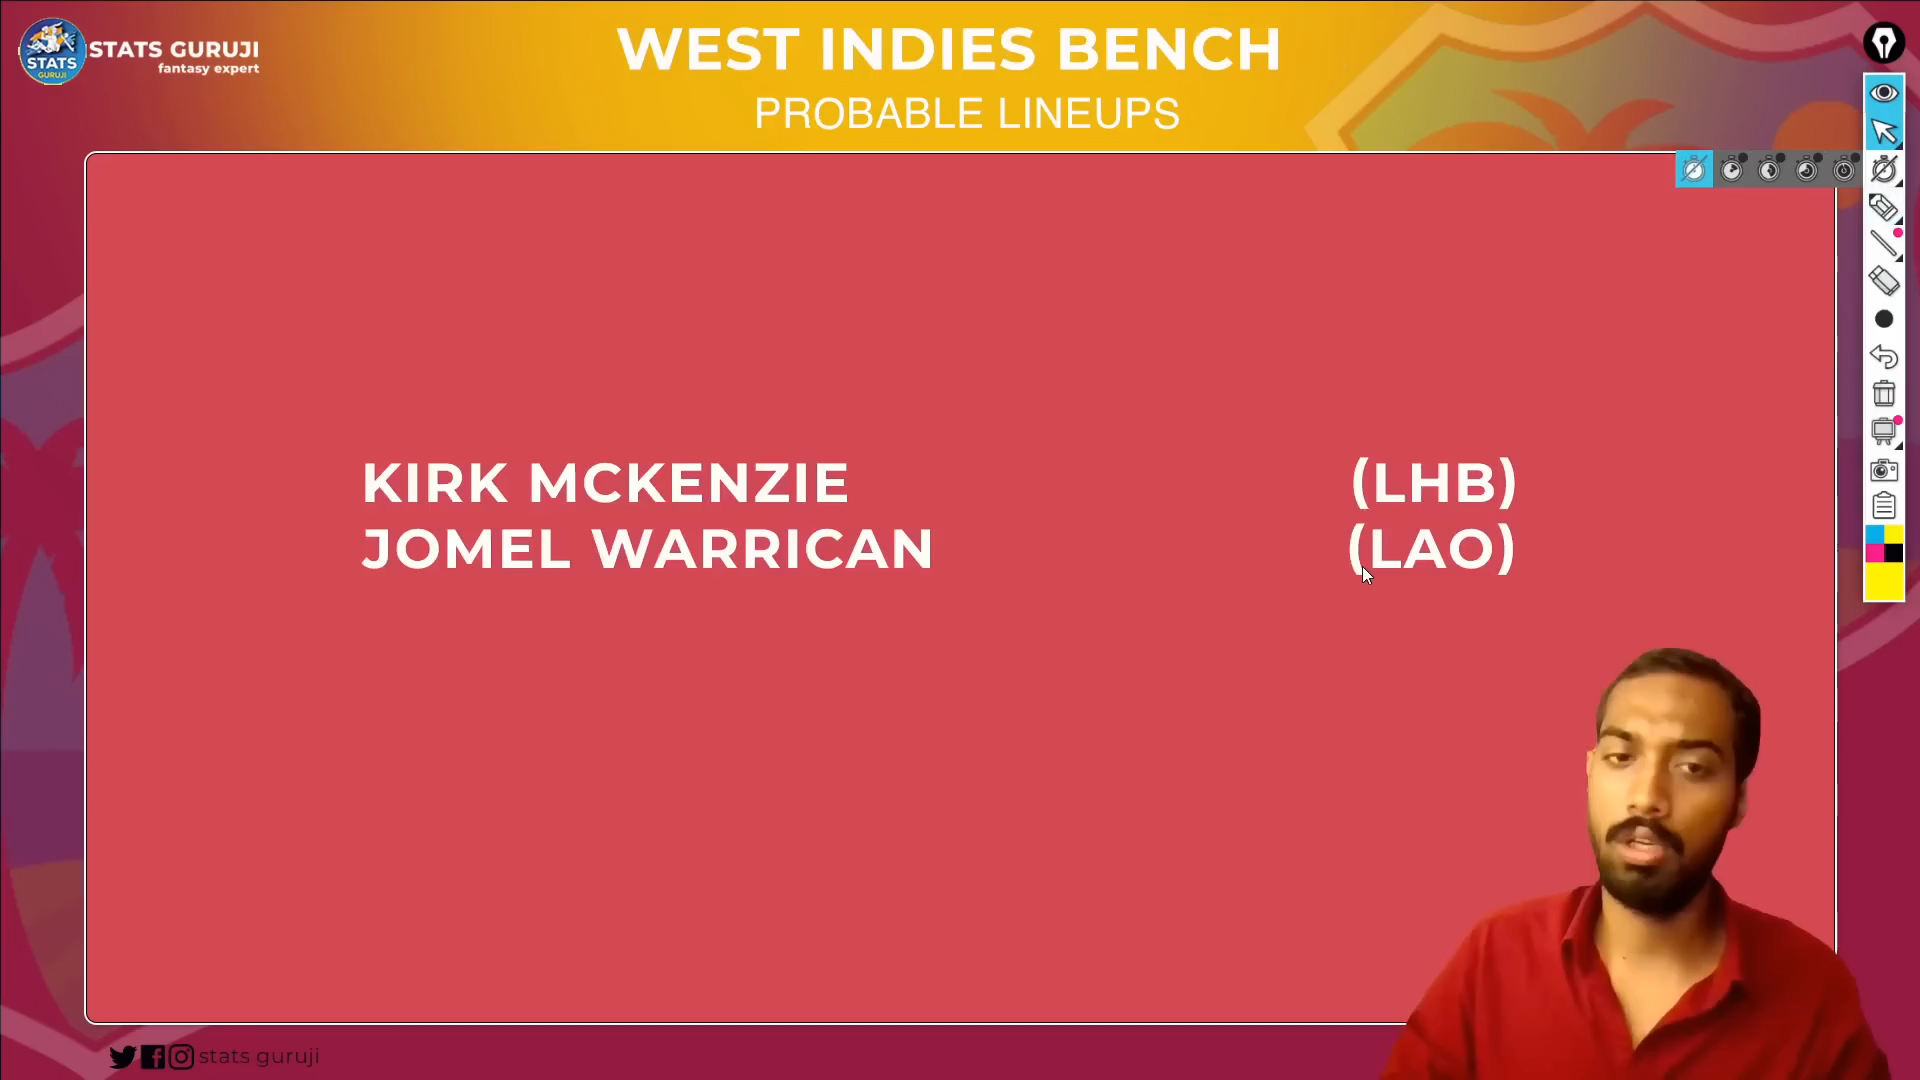 STATS GURUJI
fantasy expert
STATS
GURUJI
WEST INDIES BENCH
PROBABLE LINEUPS
KIRK MCKENZIE (LHB)
JOMEL WARRICAN (LAO)
stats guruji